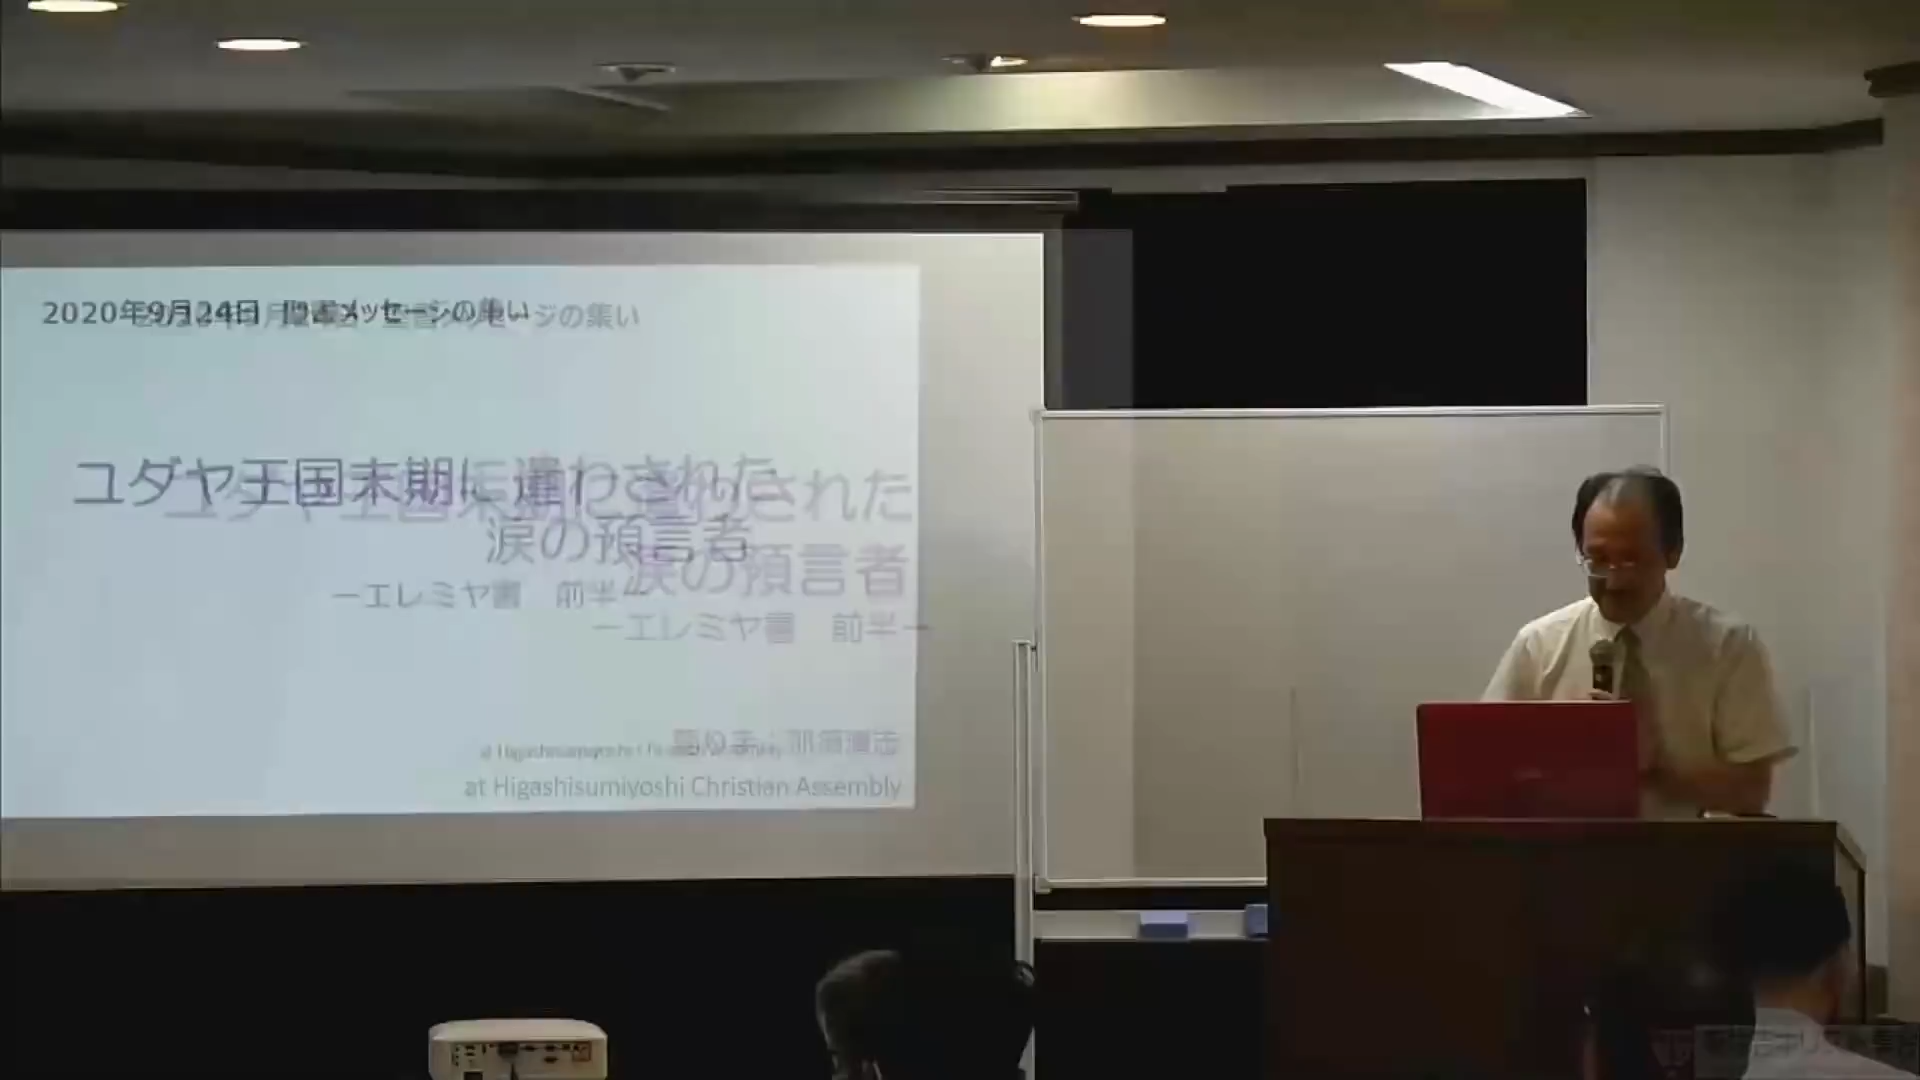 2020年9月24日 聖書メッセージの集い
ユダヤ王国末期に遣わされた
涙の預言者
ーエレミヤ書 前半ー
at Higashisumiyoshi Christian Assembly